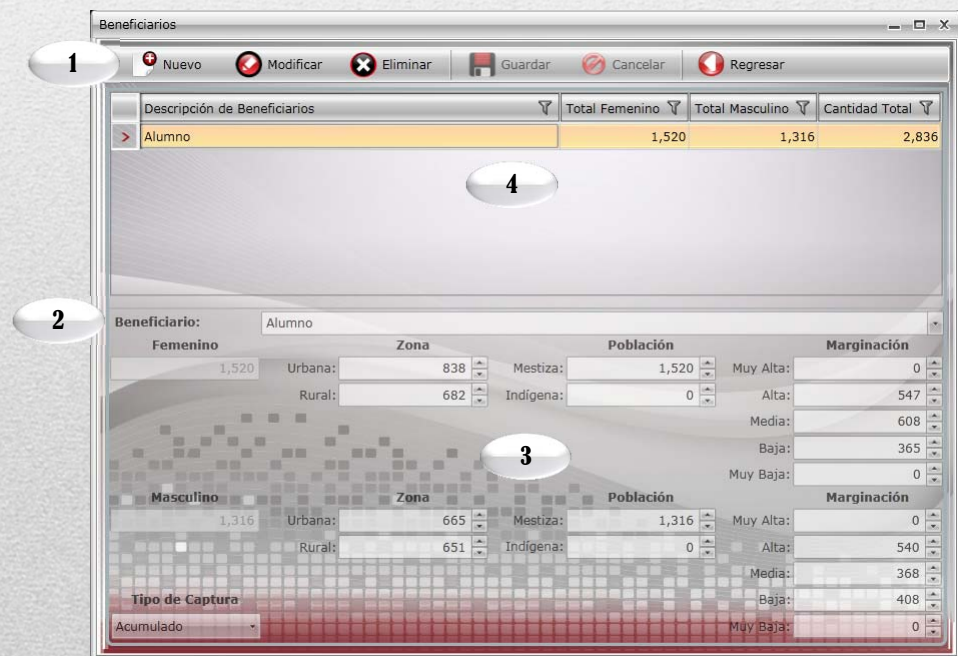 Beneficiarios
1 Nuevo Modificar Eliminar Guardar Cancelar Regresar
Descripción de Beneficiarios Total Femenino Total Masculino Cantidad Total
> Alumno 1,520 1,316 2,836
4
2 Beneficiario: Alumno
Femenino Zona Población Marginación
1,520 Urbana: 838 Mestiza: 1,520 Muy Alta: 0
Rural: 682 Indígena: 0 Alta: 547
Media: 608
3 Baja: 365
Muy Baja: 0
Masculino Zona Población Marginación
1,316 Urbana: 665 Mestiza: 1,316 Muy Alta: 0
Rural: 651 Indígena: 0 Alta: 540
Media: 368
Tipo de Captura Baja: 408
Acumulado Muy Baja: 0